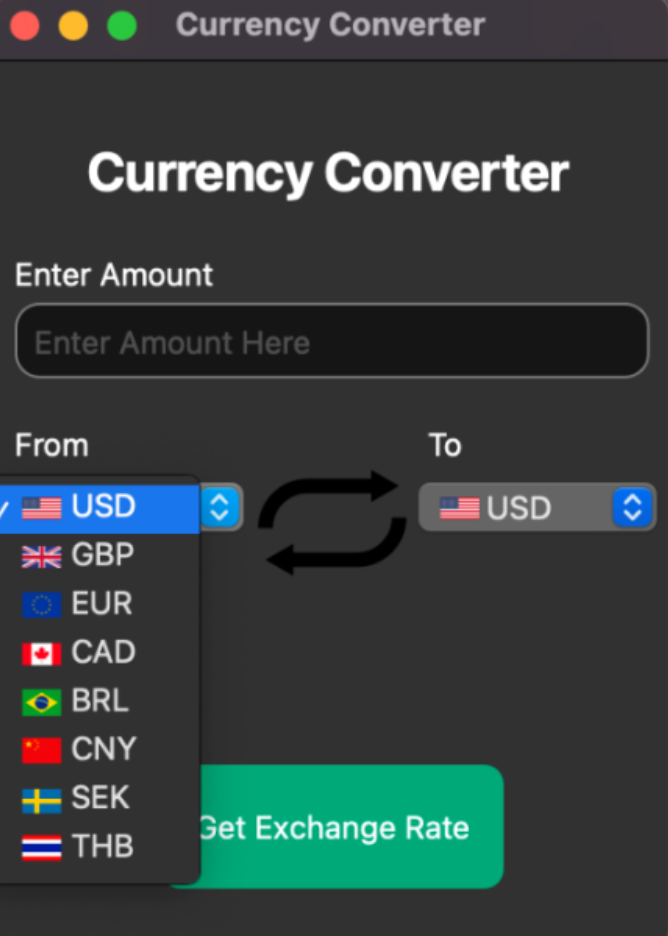 Currency Converter
Currency Converter
Enter Amount
Enter Amount Here
From
To
USD
USD
GBP
EUR
CAD
BRL
CNY
SEK
THB
Get Exchange Rate